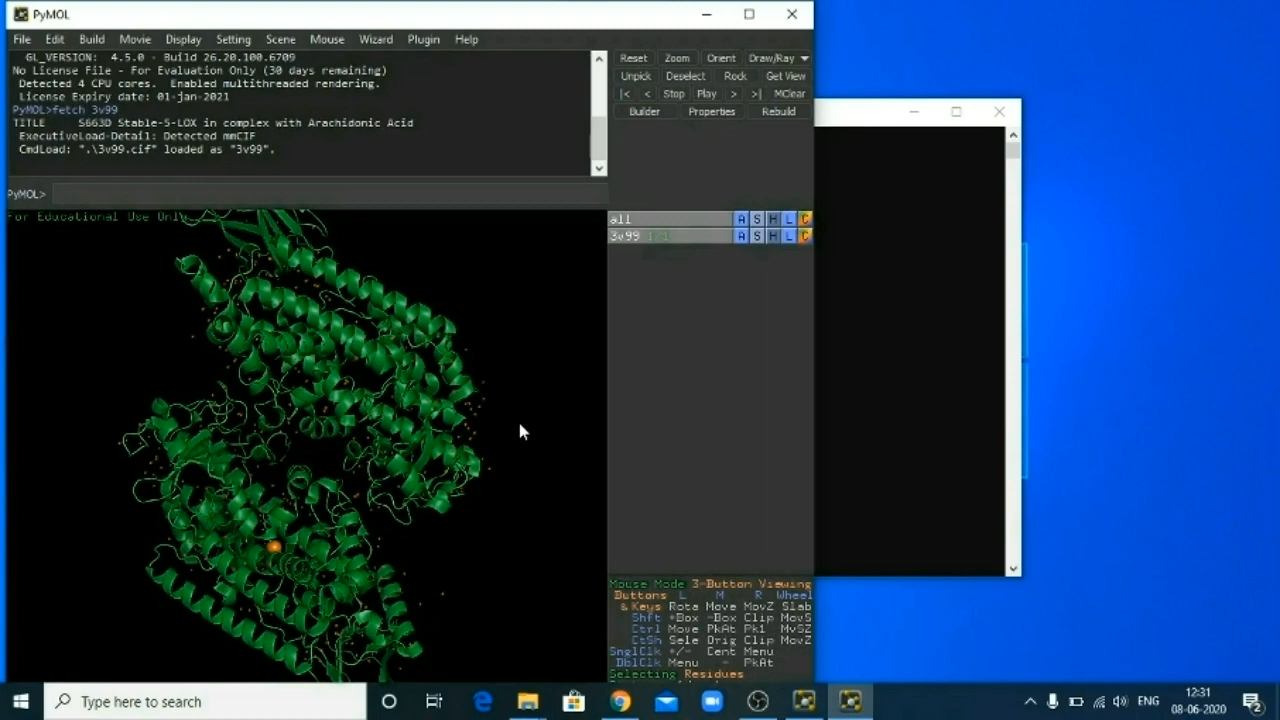 PyMOL
File Edit Build Movie Display Setting Scene Mouse Wizard Plugin Help
GL_VERSION: 4.5.0 - Build 26.20.100.6709
No License File - For Evaluation Only (30 days remaining)
Detected 4 CPU cores. Enabled multithreaded rendering.
License Expiry date: 01-jan-2021
PyMOL>fetch 3v99
TITLE S663D Stable-5-LOX in complex with Arachidonic Acid
ExecutiveLoad-Detail: Detected mmCIF
CmdLoad: ".\3v99.cif" loaded as "3v99".
PyMOL>
Reset Zoom Orient Draw/Ray
Unpick Deselect Rock Get View
|< < Stop Play > >| MClear
Builder Properties Rebuild
For Educational Use Only
all A S H L C
3v99 1/1 A S H L C
Mouse Mode 3-Button Viewing
Buttons L M R Wheel
& Keys Rota Move MovZ Slab
Shft +Box -Box Clip MovS
Ctrl Move PkAt Pk1 MvSZ
CtSh Sele Orig Clip MovZ
SnglClk +/- Cent Menu
DblClk Menu - PkAt
Selecting Residues
Type here to search
ENG
12:31
08-06-2020
2